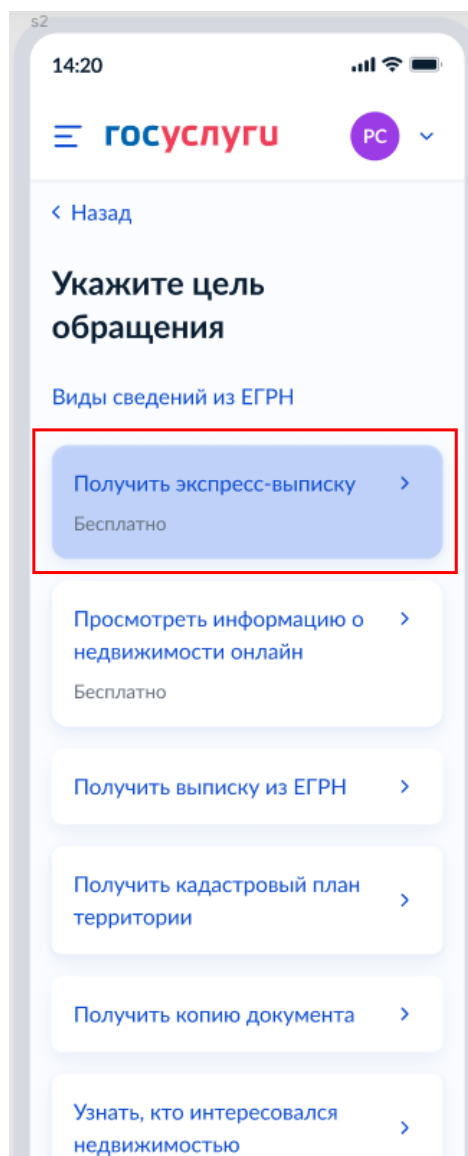 s2
14:20
госуслуги
РС
Назад
Укажите цель
обращения
Виды сведений из ЕГРН
Получить экспресс-выписку
Бесплатно
Просмотреть информацию о
недвижимости онлайн
Бесплатно
Получить выписку из ЕГРН
Получить кадастровый план
территории
Получить копию документа
Узнать, кто интересовался
недвижимостью